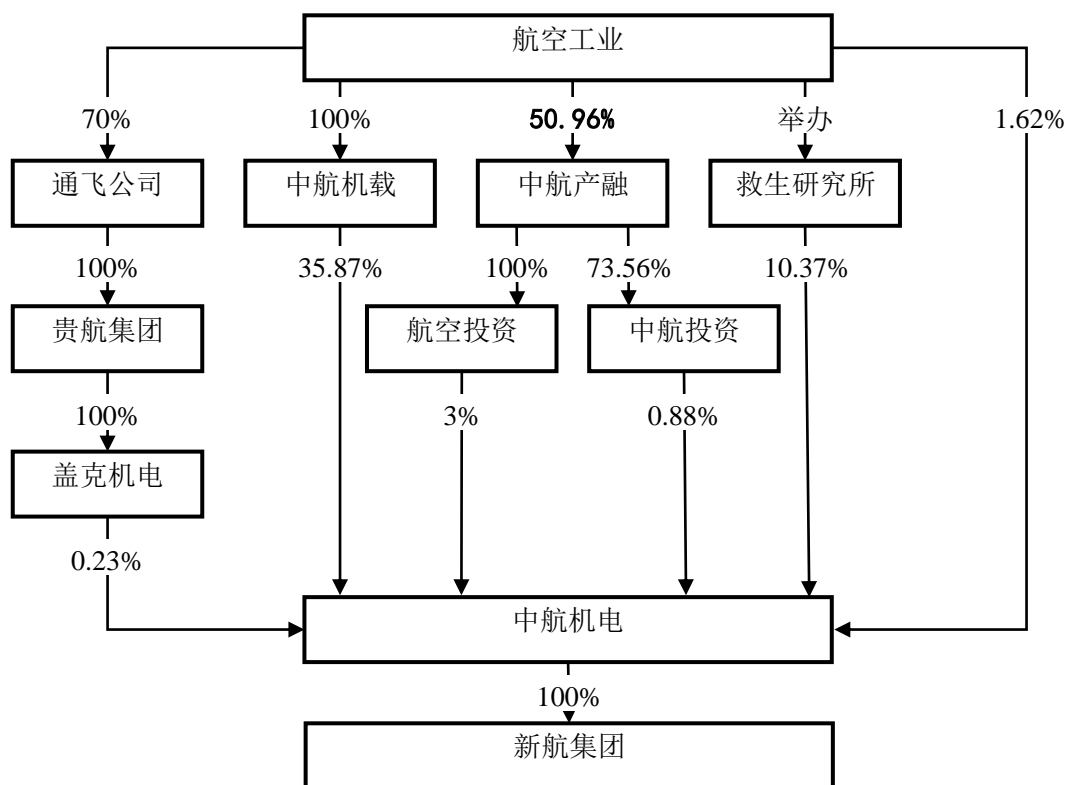 航空工业
70%
100%
50.96%
举办
1.62%
通飞公司
中航机载
中航产融
救生研究所
100%
35.87%
100%
73.56%
10.37%
贵航集团
航空投资
中航投资
100%
3%
0.88%
盖克机电
0.23%
中航机电
100%
新航集团